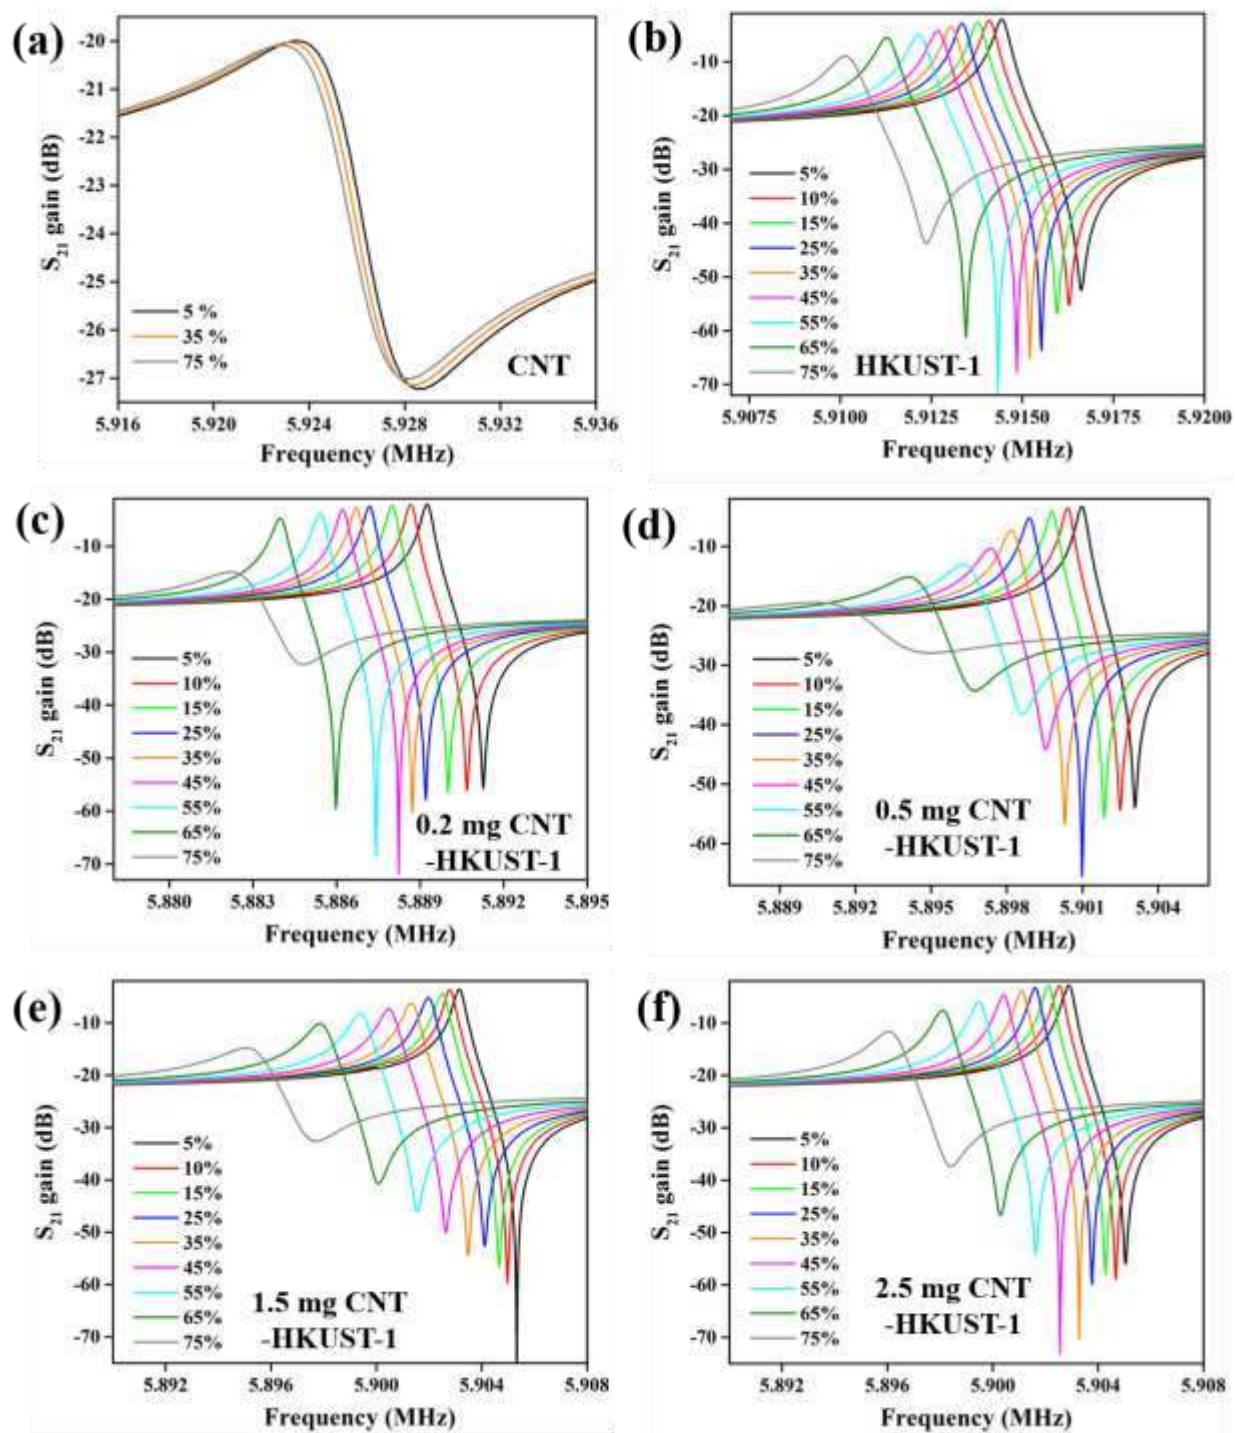 (a)
S21 gain (dB)
-20
-21
-22
-23
-24
-25
-26
-27
5 %
35 %
75 %
CNT
5.916 5.920 5.924 5.928 5.932 5.936
Frequency (MHz)
(b)
S21 gain (dB)
-10
-20
-30
-40
-50
-60
-70
5%
10%
15%
25%
35%
45%
55%
65%
75%
HKUST-1
5.9075 5.9100 5.9125 5.9150 5.9175 5.9200
Frequency (MHz)
(c)
S21 gain (dB)
-10
-20
-30
-40
-50
-60
-70
5%
10%
15%
25%
35%
45%
55%
65%
75%
0.2 mg CNT
-HKUST-1
5.880 5.883 5.886 5.889 5.892 5.895
Frequency (MHz)
(d)
S21 gain (dB)
-10
-20
-30
-40
-50
-60
5%
10%
15%
25%
35%
45%
55%
65%
75%
0.5 mg CNT
-HKUST-1
5.889 5.892 5.895 5.898 5.901 5.904
Frequency (MHz)
(e)
S21 gain (dB)
-10
-20
-30
-40
-50
-60
-70
5%
10%
15%
25%
35%
45%
55%
65%
75%
1.5 mg CNT
-HKUST-1
5.892 5.896 5.900 5.904 5.908
Frequency (MHz)
(f)
S21 gain (dB)
-10
-20
-30
-40
-50
-60
-70
5%
10%
15%
25%
35%
45%
55%
65%
75%
2.5 mg CNT
-HKUST-1
5.892 5.896 5.900 5.904 5.908
Frequency (MHz)